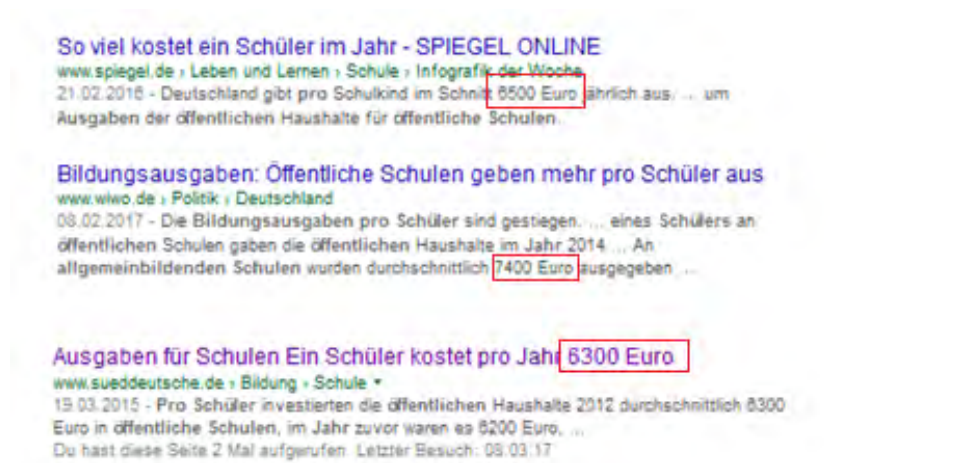 So viel kostet ein Schüler im Jahr - SPIEGEL ONLINE
www.spiegel.de › Leben und Lernen › Schule › Infografik der Woche
21.02.2016 - Deutschland gibt pro Schulkind im Schnitt 6500 Euro jährlich aus. ... um
Ausgaben der öffentlichen Haushalte für öffentliche Schulen.
Bildungsausgaben: Öffentliche Schulen geben mehr pro Schüler aus
www.wiwo.de › Politik › Deutschland
08.02.2017 - Die Bildungsausgaben pro Schüler sind gestiegen. ... eines Schülers an
öffentlichen Schulen gaben die öffentlichen Haushalte im Jahr 2014 ... An
allgemeinbildenden Schulen wurden durchschnittlich 7400 Euro ausgegeben ...
Ausgaben für Schulen Ein Schüler kostet pro Jahr 6300 Euro
www.sueddeutsche.de › Bildung › Schule ▾
19.03.2015 - Pro Schüler investierten die öffentlichen Haushalte 2012 durchschnittlich 6300
Euro in öffentliche Schulen, im Jahr zuvor waren es 6200 Euro, ...
Du hast diese Seite 2 Mal aufgerufen. Letzter Besuch: 08.03.17